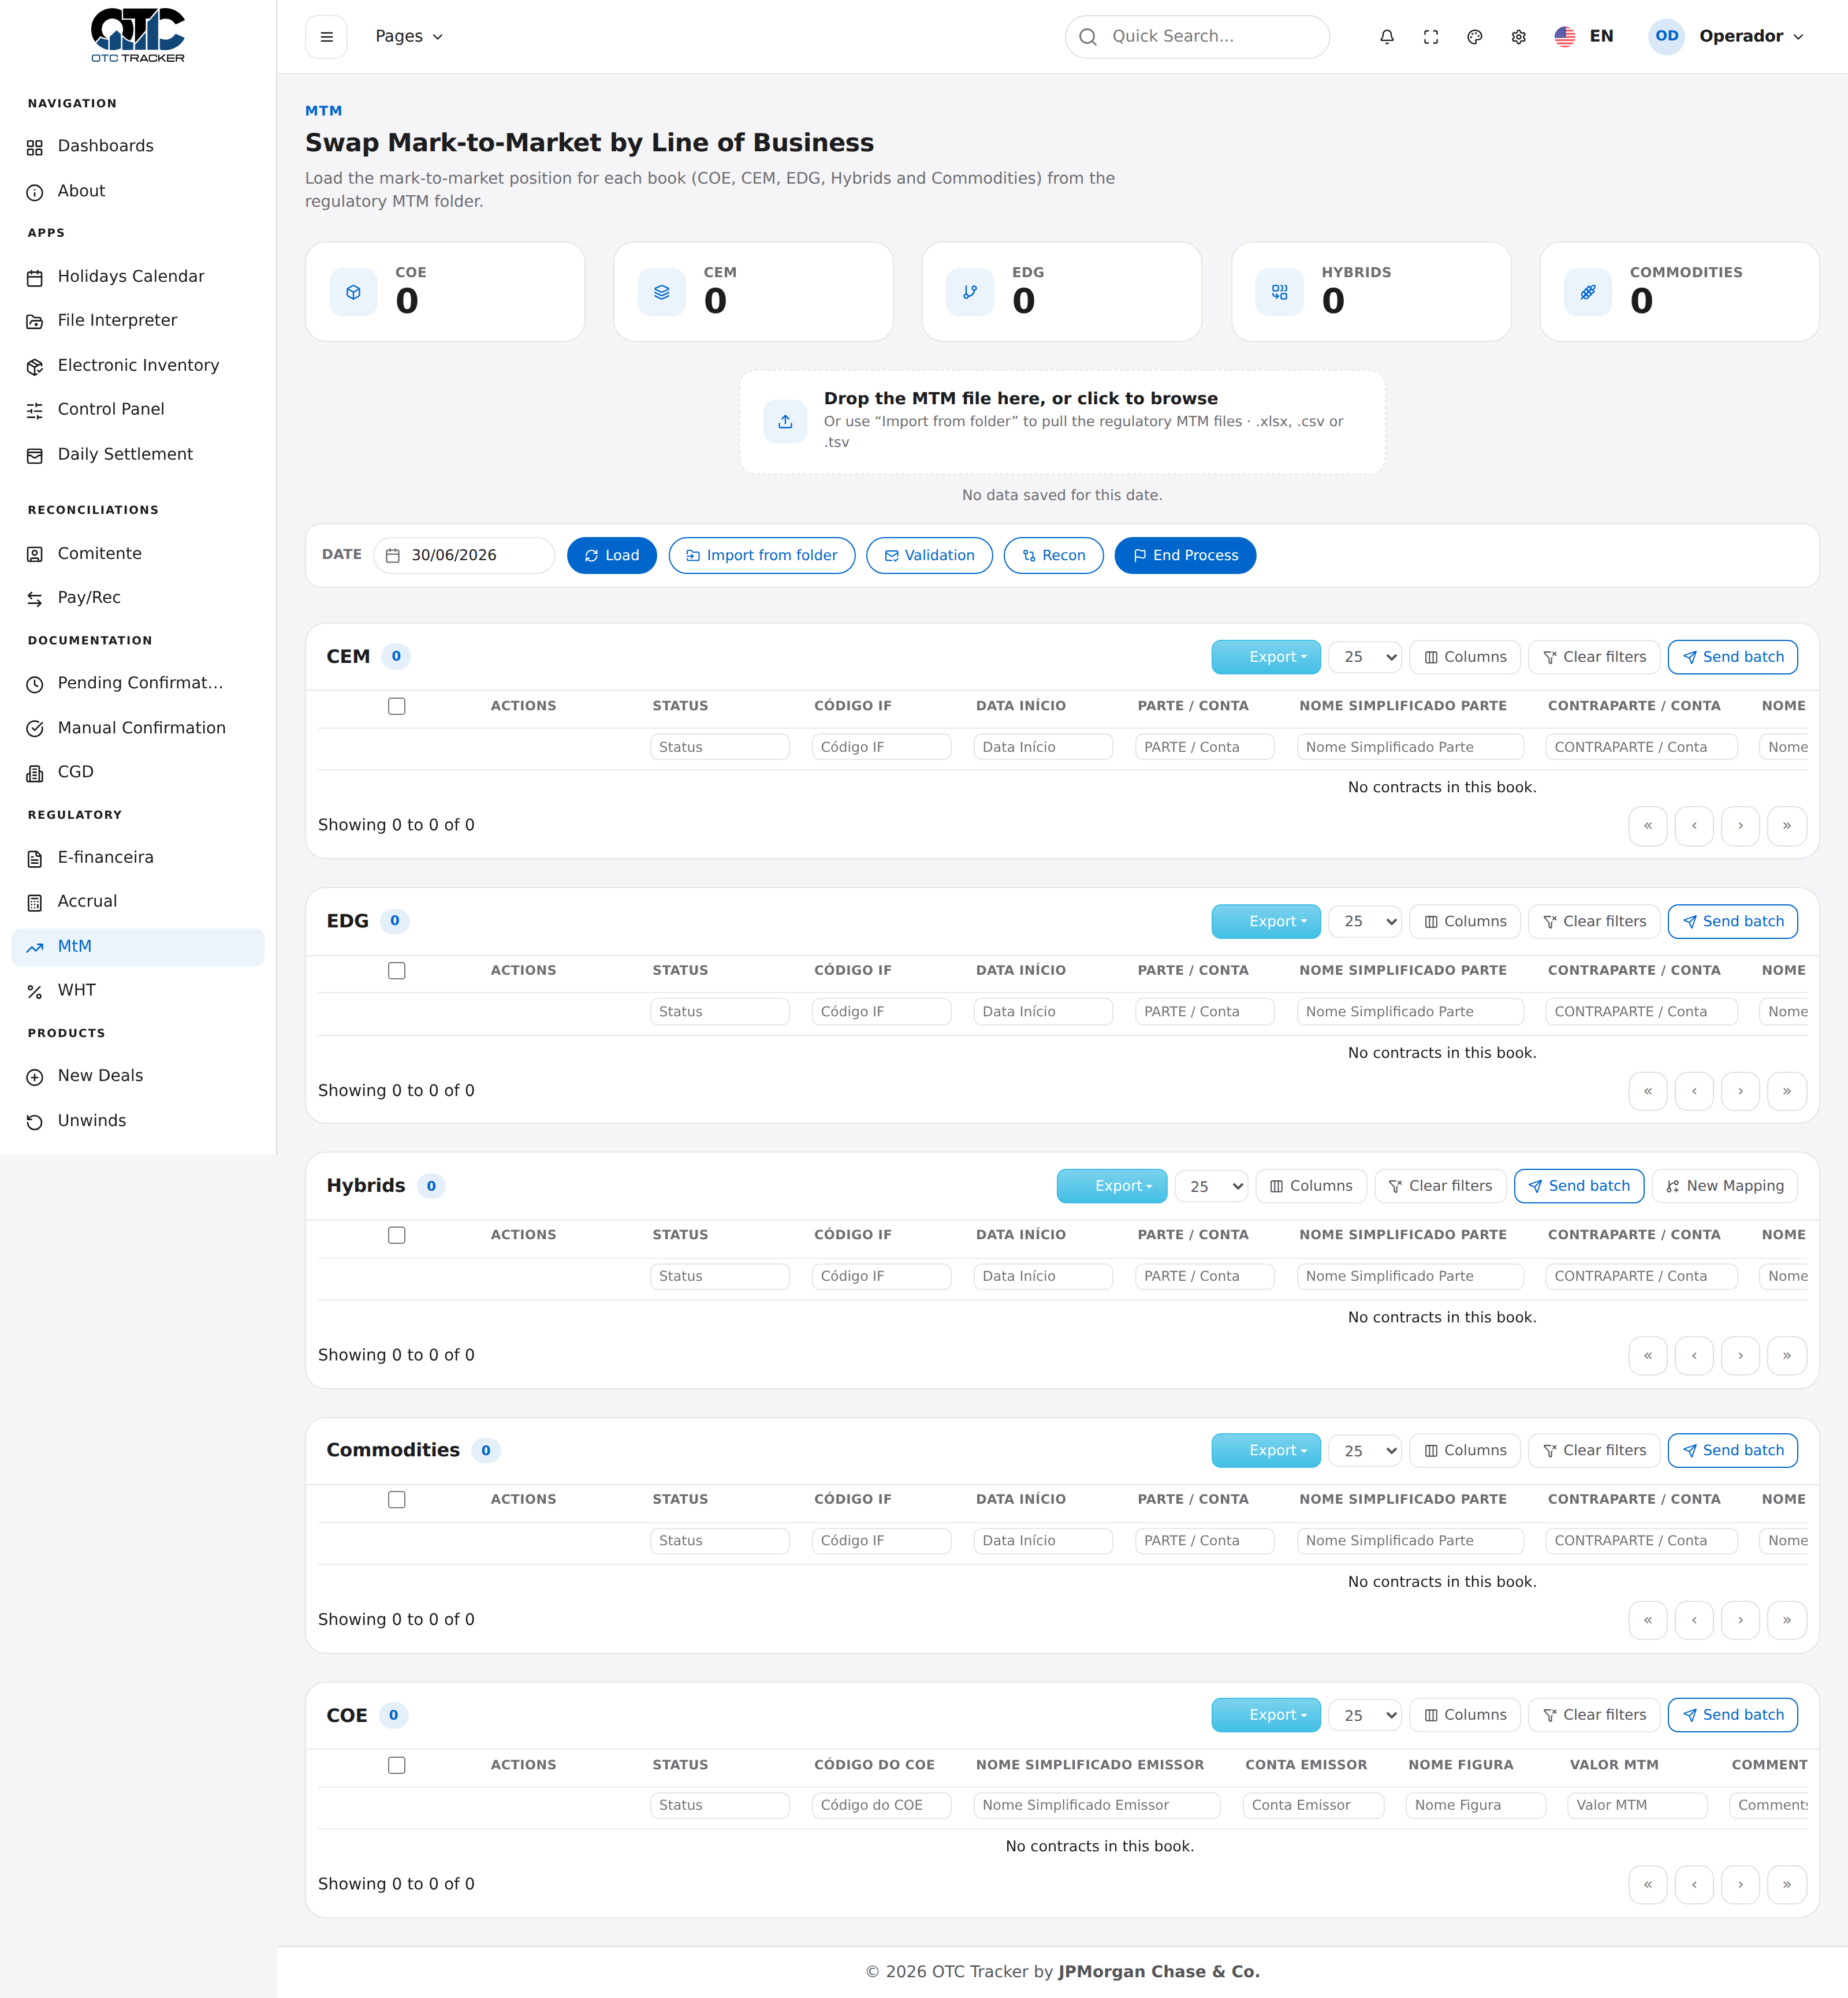 OTC
OTC TRACKER
NAVIGATION
Dashboards
About
APPS
Holidays Calendar
File Interpreter
Electronic Inventory
Control Panel
Daily Settlement
RECONCILIATIONS
Comitente
Pay/Rec
DOCUMENTATION
Pending Confirmat...
Manual Confirmation
CGD
REGULATORY
E-financeira
Accrual
MtM
WHT
PRODUCTS
New Deals
Unwinds
Pages
Quick Search...
EN
OD
Operador
MTM
Swap Mark-to-Market by Line of Business
Load the mark-to-market position for each book (COE, CEM, EDG, Hybrids and Commodities) from the
regulatory MTM folder.
COE
0
CEM
0
EDG
0
HYBRIDS
0
COMMODITIES
0
Drop the MTM file here, or click to browse
Or use “Import from folder” to pull the regulatory MTM files · .xlsx, .csv or
.tsv
No data saved for this date.
DATE 30/06/2026 Load Import from folder Validation Recon End Process
CEM 0 Export 25 Columns Clear filters Send batch
ACTIONS STATUS CÓDIGO IF DATA INÍCIO PARTE / CONTA NOME SIMPLIFICADO PARTE CONTRAPARTE / CONTA NOME
Status Código IF Data Início PARTE / Conta Nome Simplificado Parte CONTRAPARTE / Conta Nome
No contracts in this book.
Showing 0 to 0 of 0 « ‹ › »
EDG 0 Export 25 Columns Clear filters Send batch
ACTIONS STATUS CÓDIGO IF DATA INÍCIO PARTE / CONTA NOME SIMPLIFICADO PARTE CONTRAPARTE / CONTA NOME
Status Código IF Data Início PARTE / Conta Nome Simplificado Parte CONTRAPARTE / Conta Nome
No contracts in this book.
Showing 0 to 0 of 0 « ‹ › »
Hybrids 0 Export 25 Columns Clear filters Send batch New Mapping
ACTIONS STATUS CÓDIGO IF DATA INÍCIO PARTE / CONTA NOME SIMPLIFICADO PARTE CONTRAPARTE / CONTA NOME
Status Código IF Data Início PARTE / Conta Nome Simplificado Parte CONTRAPARTE / Conta Nome
No contracts in this book.
Showing 0 to 0 of 0 « ‹ › »
Commodities 0 Export 25 Columns Clear filters Send batch
ACTIONS STATUS CÓDIGO IF DATA INÍCIO PARTE / CONTA NOME SIMPLIFICADO PARTE CONTRAPARTE / CONTA NOME
Status Código IF Data Início PARTE / Conta Nome Simplificado Parte CONTRAPARTE / Conta Nome
No contracts in this book.
Showing 0 to 0 of 0 « ‹ › »
COE 0 Export 25 Columns Clear filters Send batch
ACTIONS STATUS CÓDIGO DO COE NOME SIMPLIFICADO EMISSOR CONTA EMISSOR NOME FIGURA VALOR MTM COMMENT
Status Código do COE Nome Simplificado Emissor Conta Emissor Nome Figura Valor MTM Comments
No contracts in this book.
Showing 0 to 0 of 0 « ‹ › »
© 2026 OTC Tracker by JPMorgan Chase & Co.